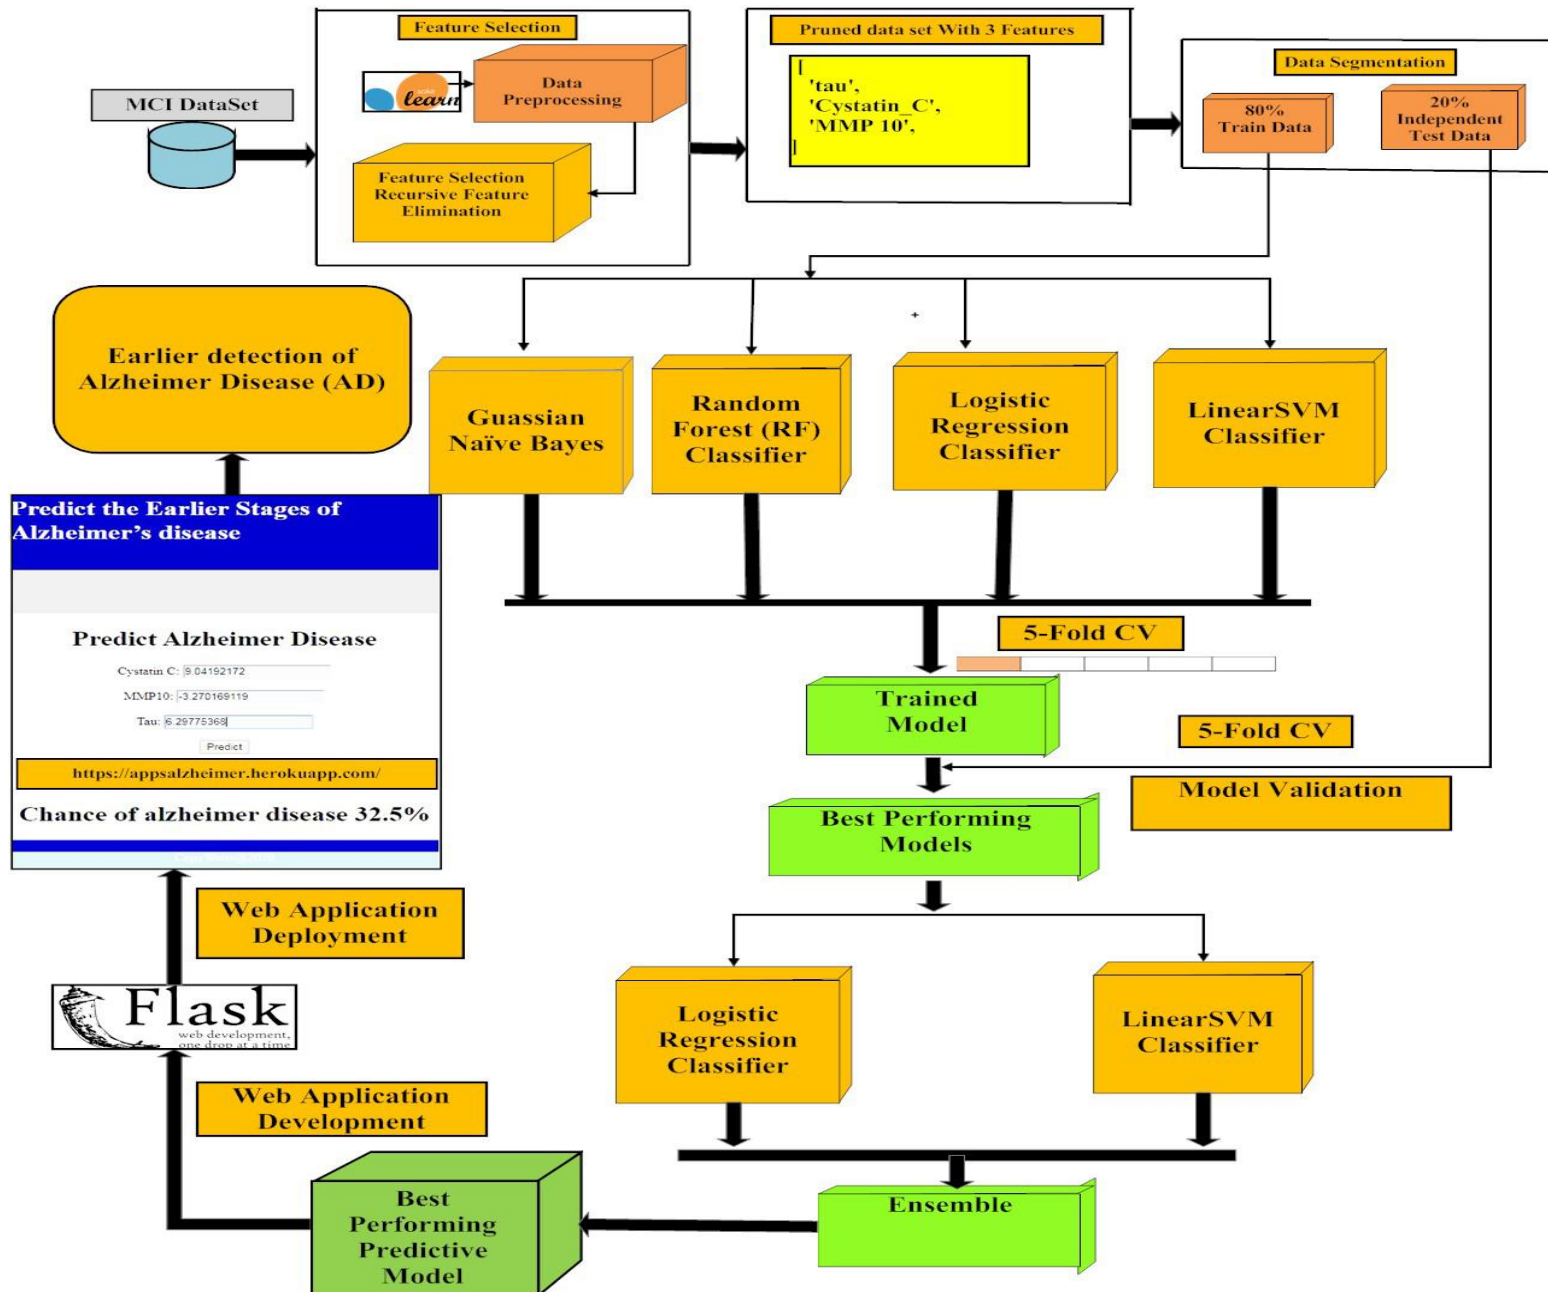 Feature Selection
scikit
learn
Data
Preprocessing
MCI DataSet
Feature Selection
Recursive Feature
Elimination
Pruned data set With 3 Features
[
'tau',
'Cystatin_C',
'MMP 10',
]
Data Segmentation
80%
Train Data
20%
Independent
Test Data
+
Earlier detection of
Alzheimer Disease (AD)
Guassian
Naïve Bayes
Random
Forest (RF)
Classifier
Logistic
Regression
Classifier
LinearSVM
Classifier
Predict the Earlier Stages of
Alzheimer's disease
Predict Alzheimer Disease
Cystatin C: 9.04192172
MMP10: -3.270169119
Tau: 6.29775368
Predict
https://appsalzheimer.herokuapp.com/
Chance of alzheimer disease 32.5%
5-Fold CV
Trained
Model
5-Fold CV
Model Validation
Best Performing
Models
Web Application
Deployment
Flask
web development,
one drop at a time
Web Application
Development
Logistic
Regression
Classifier
LinearSVM
Classifier
Ensemble
Best
Performing
Predictive
Model